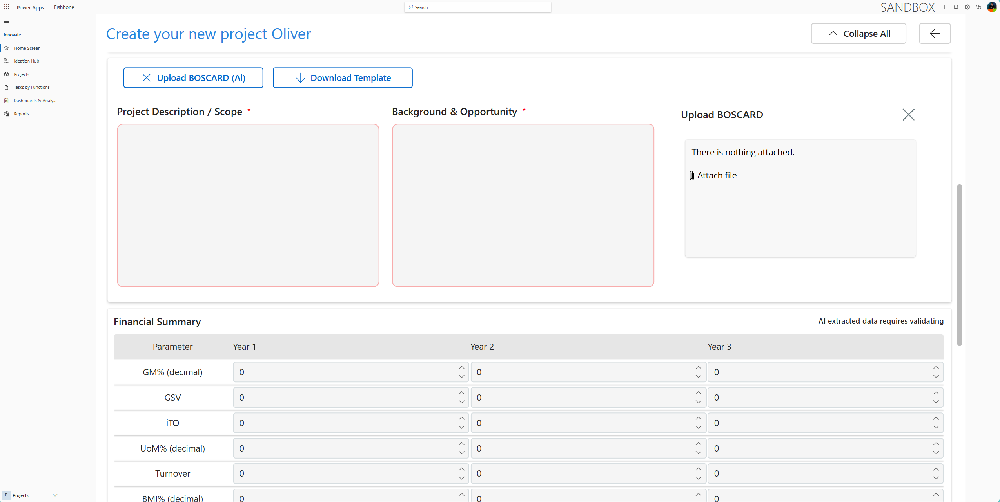 Power Apps Fishbone
Search
SANDBOX
Innovate
Home Screen
Ideation Hub
Projects
Tasks by Functions
Dashboards & Analy...
Reports
P Projects
Create your new project Oliver
Collapse All
Upload BOSCARD (Ai)
Download Template
Project Description / Scope *
Background & Opportunity *
Upload BOSCARD
There is nothing attached.
Attach file
Financial Summary
AI extracted data requires validating
Parameter Year 1 Year 2 Year 3
GM% (decimal) 0 0 0
GSV 0 0 0
iTO 0 0 0
UoM% (decimal) 0 0 0
Turnover 0 0 0
BMI% (decimal) 0 0 0